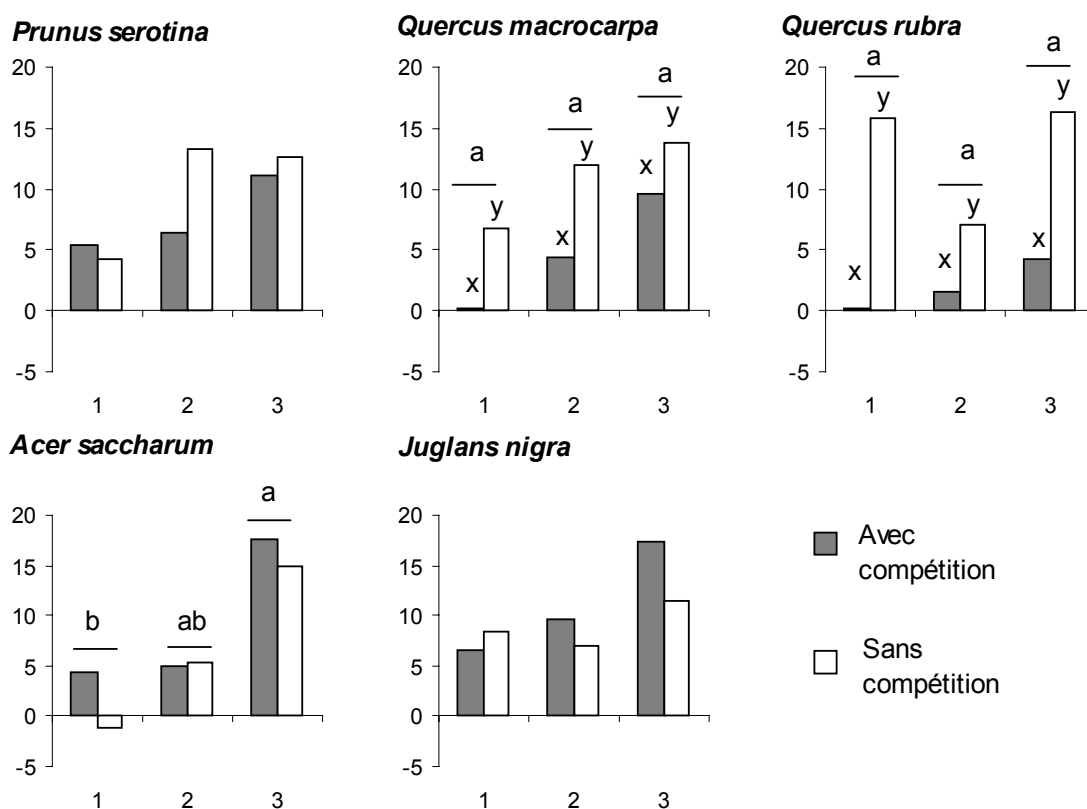 Prunus serotina
20
15
10
5
0
-5
1 2 3
Quercus macrocarpa
a
a
a
y
y
y
x
x
x
20
15
10
5
0
-5
1 2 3
Quercus rubra
a
a
a
y
y
y
x
x
x
20
15
10
5
0
-5
1 2 3
Acer saccharum
b
ab
a
20
15
10
5
0
-5
1 2 3
Juglans nigra
20
15
10
5
0
-5
1 2 3
Avec
compétition
Sans
compétition